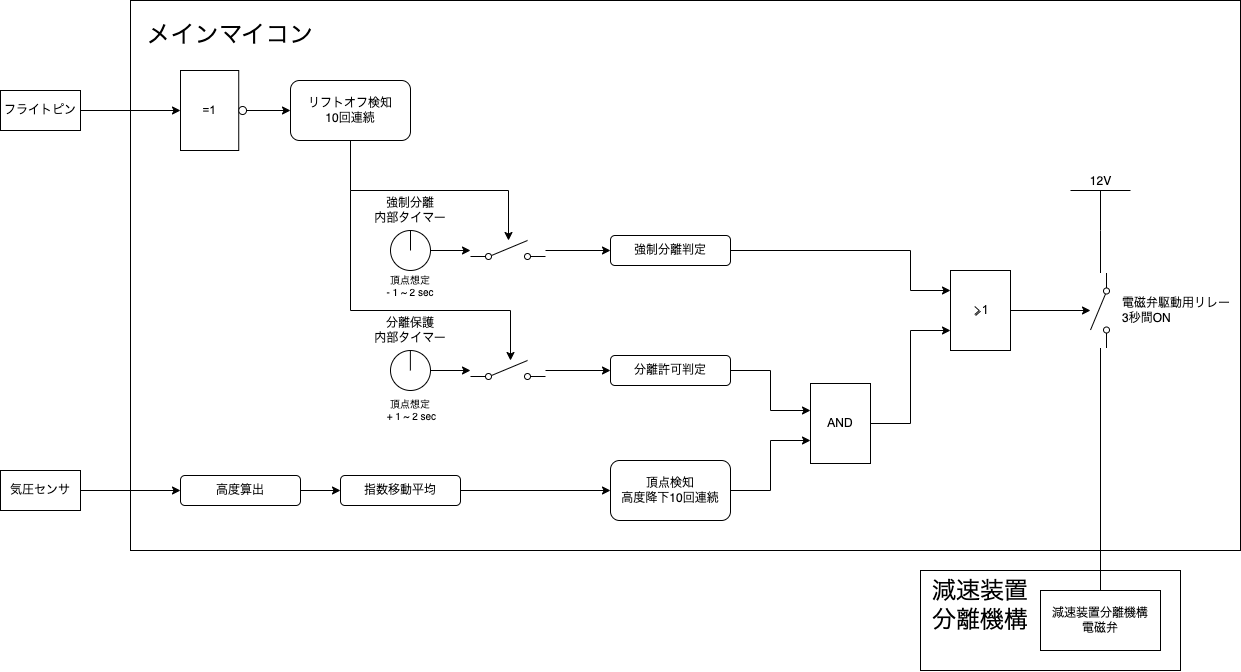 メインマイコン
フライトピン
=1
リフトオフ検知
10回連続
12V
強制分離
内部タイマー
頂点想定
- 1 ~ 2 sec
強制分離判定
⩾1
電磁弁駆動用リレー
3秒間ON
分離保護
内部タイマー
頂点想定
+ 1 ~ 2 sec
分離許可判定
AND
気圧センサ
高度算出
指数移動平均
頂点検知
高度降下10回連続
減速装置
分離機構
減速装置分離機構
電磁弁